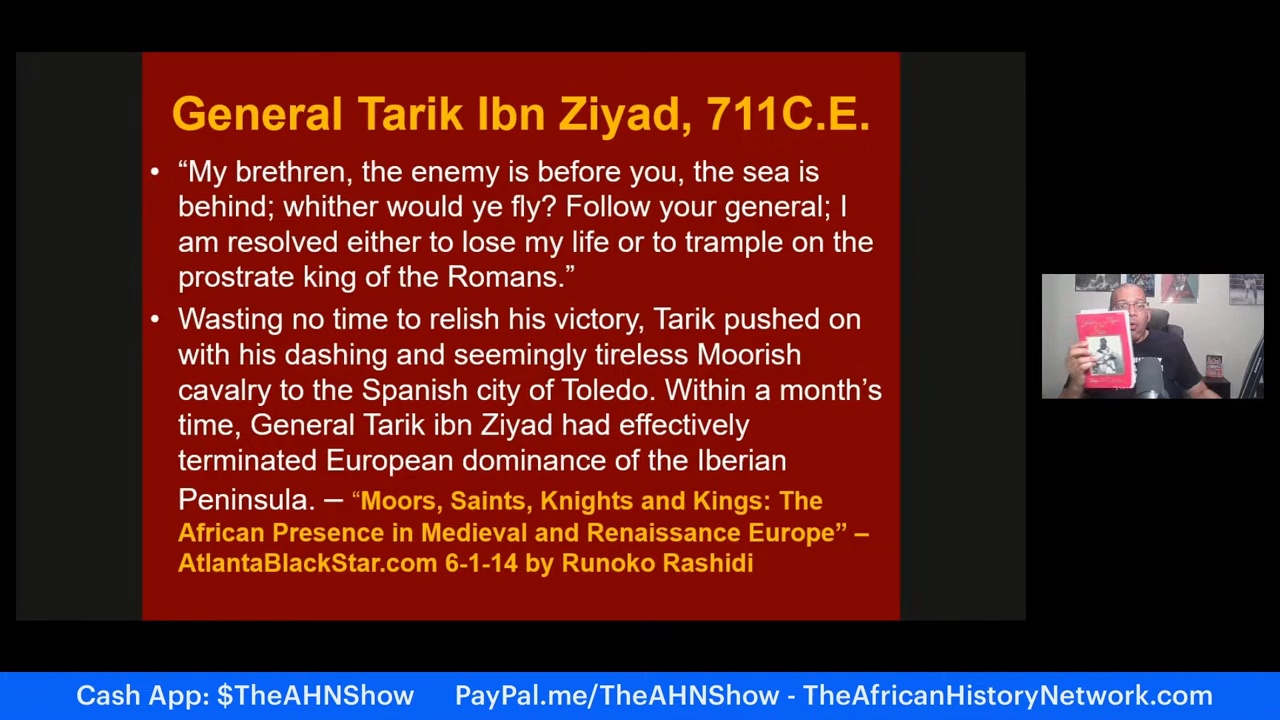 General Tarik Ibn Ziyad, 711C.E.
• “My brethren, the enemy is before you, the sea is
behind; whither would ye fly? Follow your general; I
am resolved either to lose my life or to trample on the
prostrate king of the Romans.”
• Wasting no time to relish his victory, Tarik pushed on
with his dashing and seemingly tireless Moorish
cavalry to the Spanish city of Toledo. Within a month’s
time, General Tarik ibn Ziyad had effectively
terminated European dominance of the Iberian
Peninsula. – “Moors, Saints, Knights and Kings: The
African Presence in Medieval and Renaissance Europe” –
AtlantaBlackStar.com 6-1-14 by Runoko Rashidi
Cash App: $TheAHNShow PayPal.me/TheAHNShow - TheAfricanHistoryNetwork.com